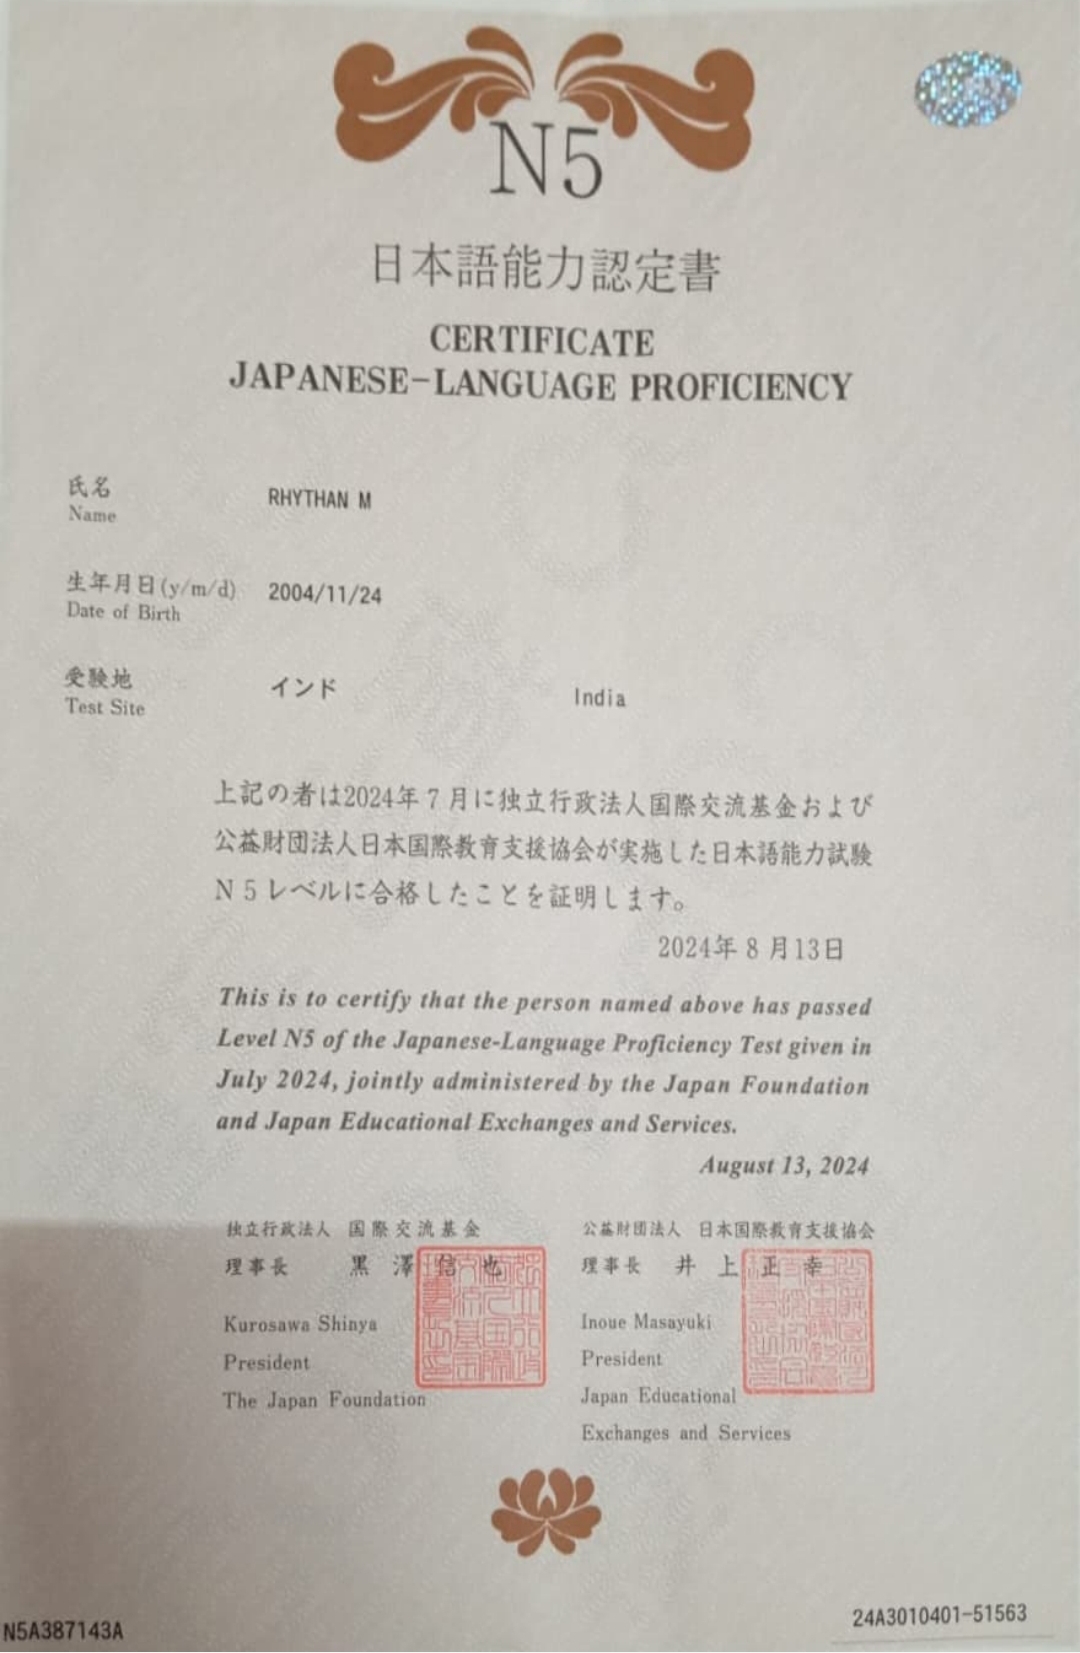 N5
日本語能力認定書
CERTIFICATE
JAPANESE-LANGUAGE PROFICIENCY
氏名
Name
RHYTHAN M
生年月日(y/m/d)
Date of Birth
2004/11/24
受験地
Test Site
インド
India
上記の者は2024年7月に独立行政法人国際交流基金および
公益財団法人日本国際教育支援協会が実施した日本語能力試験
N5レベルに合格したことを証明します。
2024年8月13日
This is to certify that the person named above has passed
Level N5 of the Japanese-Language Proficiency Test given in
July 2024, jointly administered by the Japan Foundation
and Japan Educational Exchanges and Services.
August 13, 2024
独立行政法人 国際交流基金
理事長 黒澤信也
Kurosawa Shinya
President
The Japan Foundation
公益財団法人 日本国際教育支援協会
理事長 井上正幸
Inoue Masayuki
President
Japan Educational
Exchanges and Services
N5A387143A
24A3010401-51563